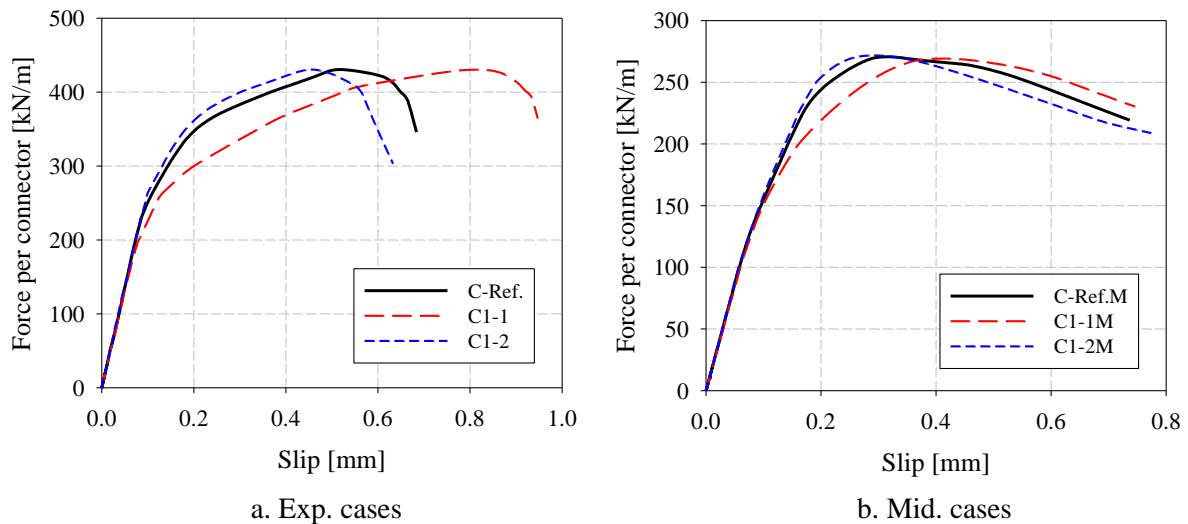 500
400
300
200
100
0
Force per connector [kN/m]
C-Ref.
C1-1
C1-2
0.0 0.2 0.4 0.6 0.8 1.0
Slip [mm]
a. Exp. cases
300
250
200
150
100
50
0
Force per connector [kN/m]
C-Ref.M
C1-1M
C1-2M
0.0 0.2 0.4 0.6 0.8
Slip [mm]
b. Mid. cases